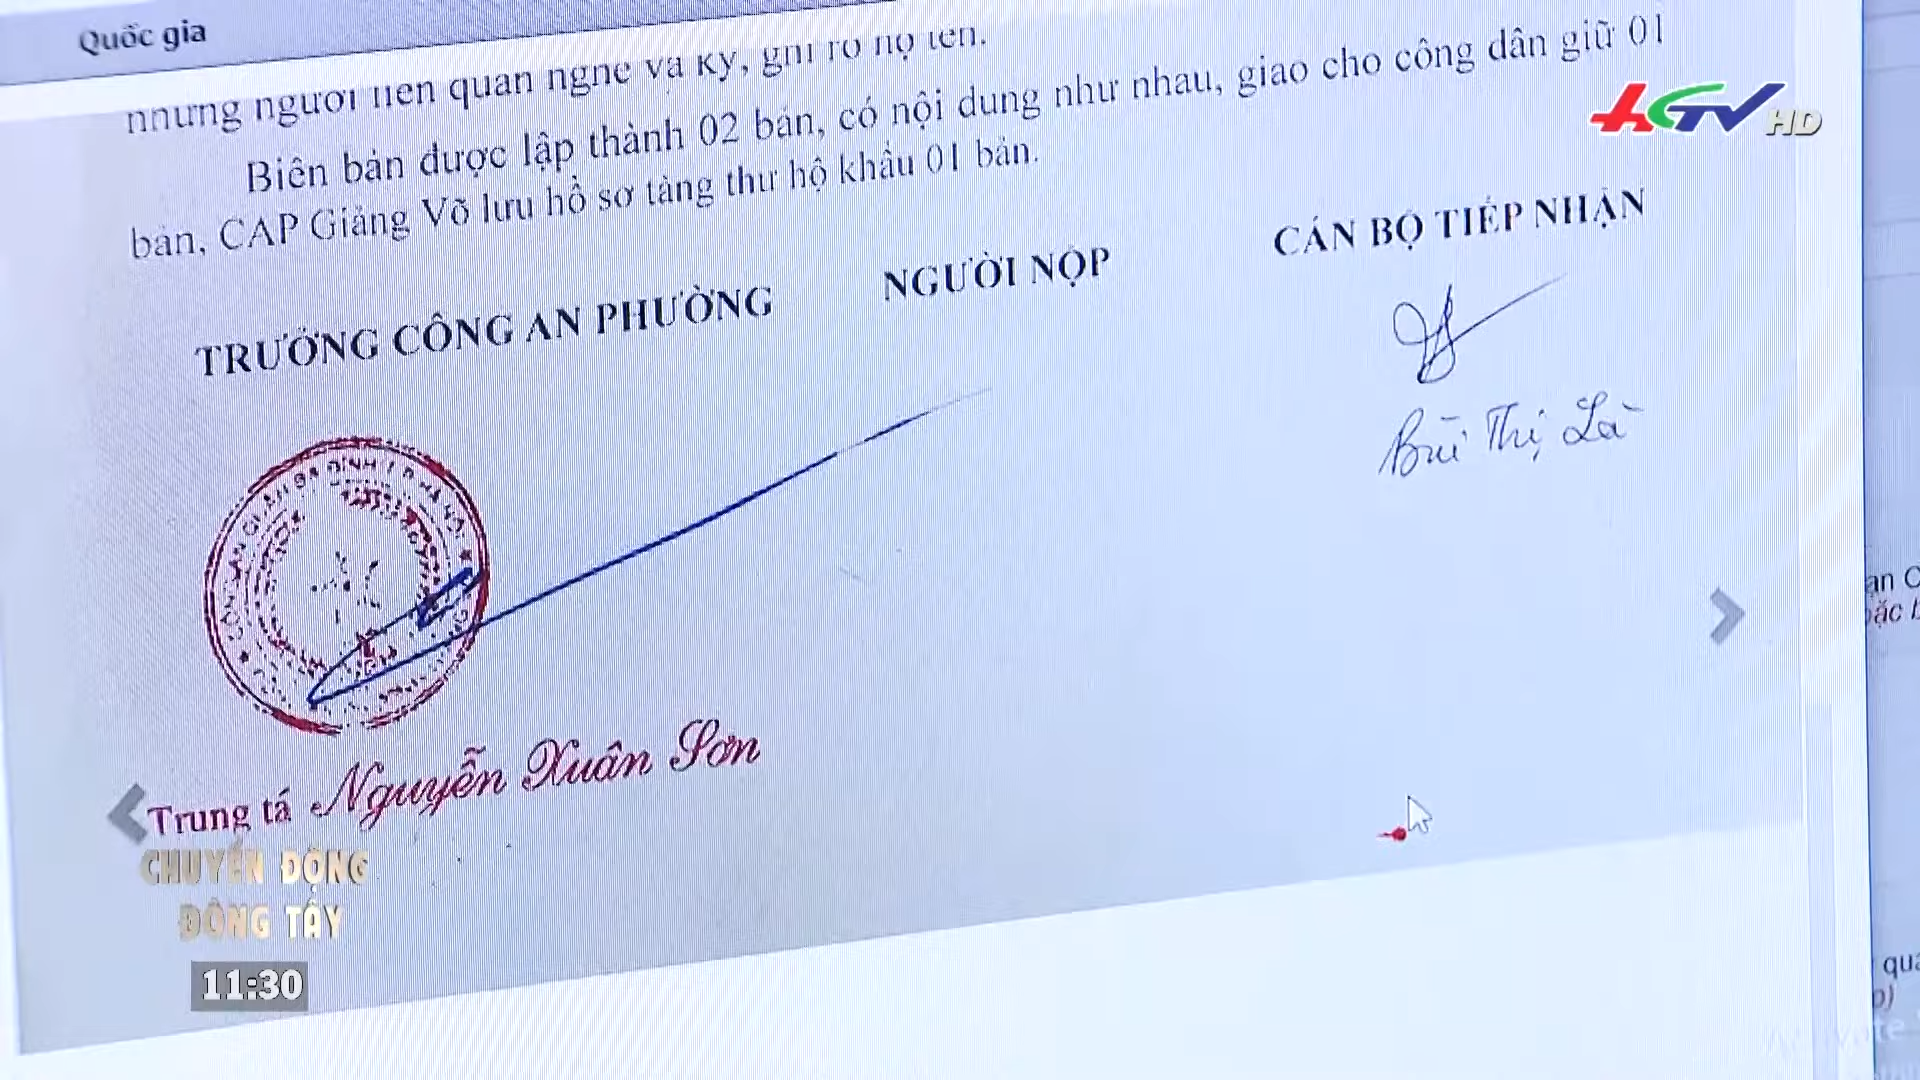 Quốc gia
những người liên quan nghe và ký, ghi rõ họ tên.
Biên bản được lập thành 02 bản, có nội dung như nhau, giao cho công dân giữ 01
bản, CAP Giảng Võ lưu hồ sơ tàng thư hộ khẩu 01 bản.
TRƯỞNG CÔNG AN PHƯỜNG
NGƯỜI NỘP
CÁN BỘ TIẾP NHẬN
Bùi Thị Là
Trung tá Nguyễn Xuân Sơn
ATV HD
CHUYỂN ĐỘNG
ĐÔNG TÂY
11:30